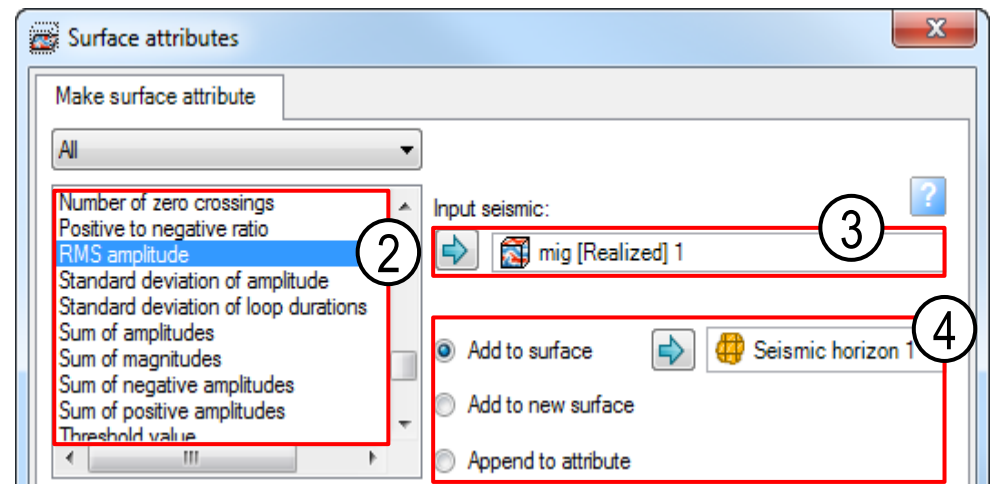 Surface attributes
x
Make surface attribute
All
Number of zero crossings
Positive to negative ratio
RMS amplitude
Standard deviation of amplitude
Standard deviation of loop durations
Sum of amplitudes
Sum of magnitudes
Sum of negative amplitudes
Sum of positive amplitudes
Threshold value
2
?
Input seismic:
3
mig [Realized] 1
4
Add to surface
Seismic horizon 1
Add to new surface
Append to attribute